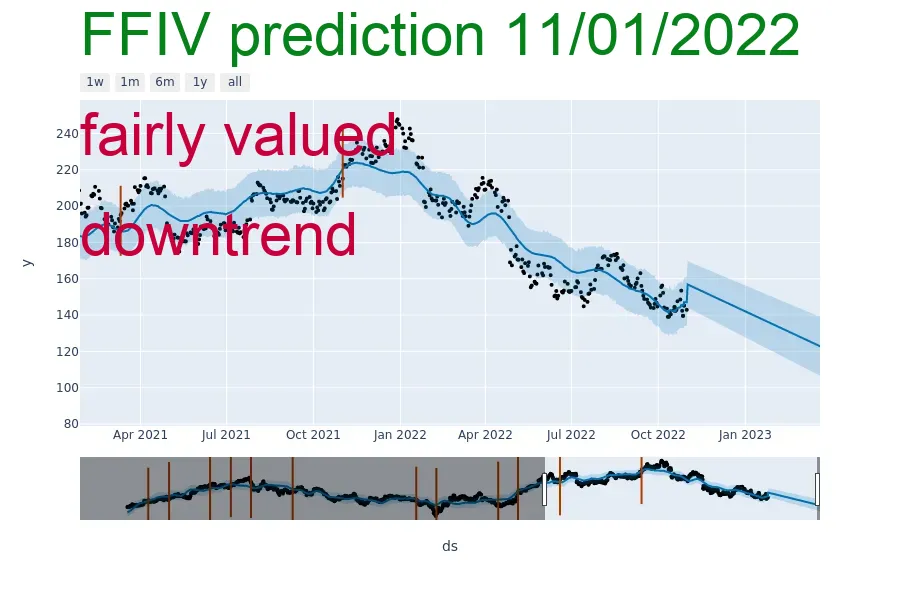 FFIV prediction 11/01/2022
1w 1m 6m 1y all
fairly valued
downtrend
240
220
200
180
160
140
120
100
80
y
Apr 2021 Jul 2021 Oct 2021 Jan 2022 Apr 2022 Jul 2022 Oct 2022 Jan 2023
ds